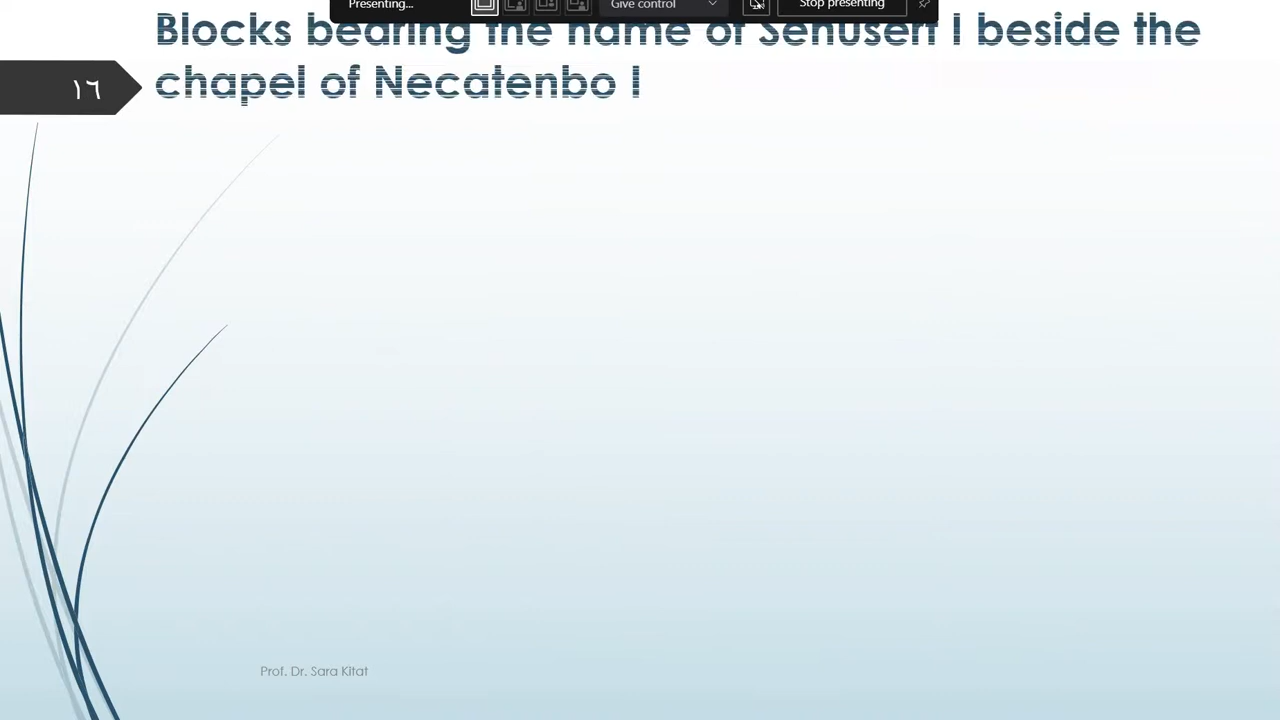 Presenting...
Give control
Stop presenting
Blocks bearing the name of Senusert I beside the
chapel of Necatenbo I
١٦
Prof. Dr. Sara Kitat